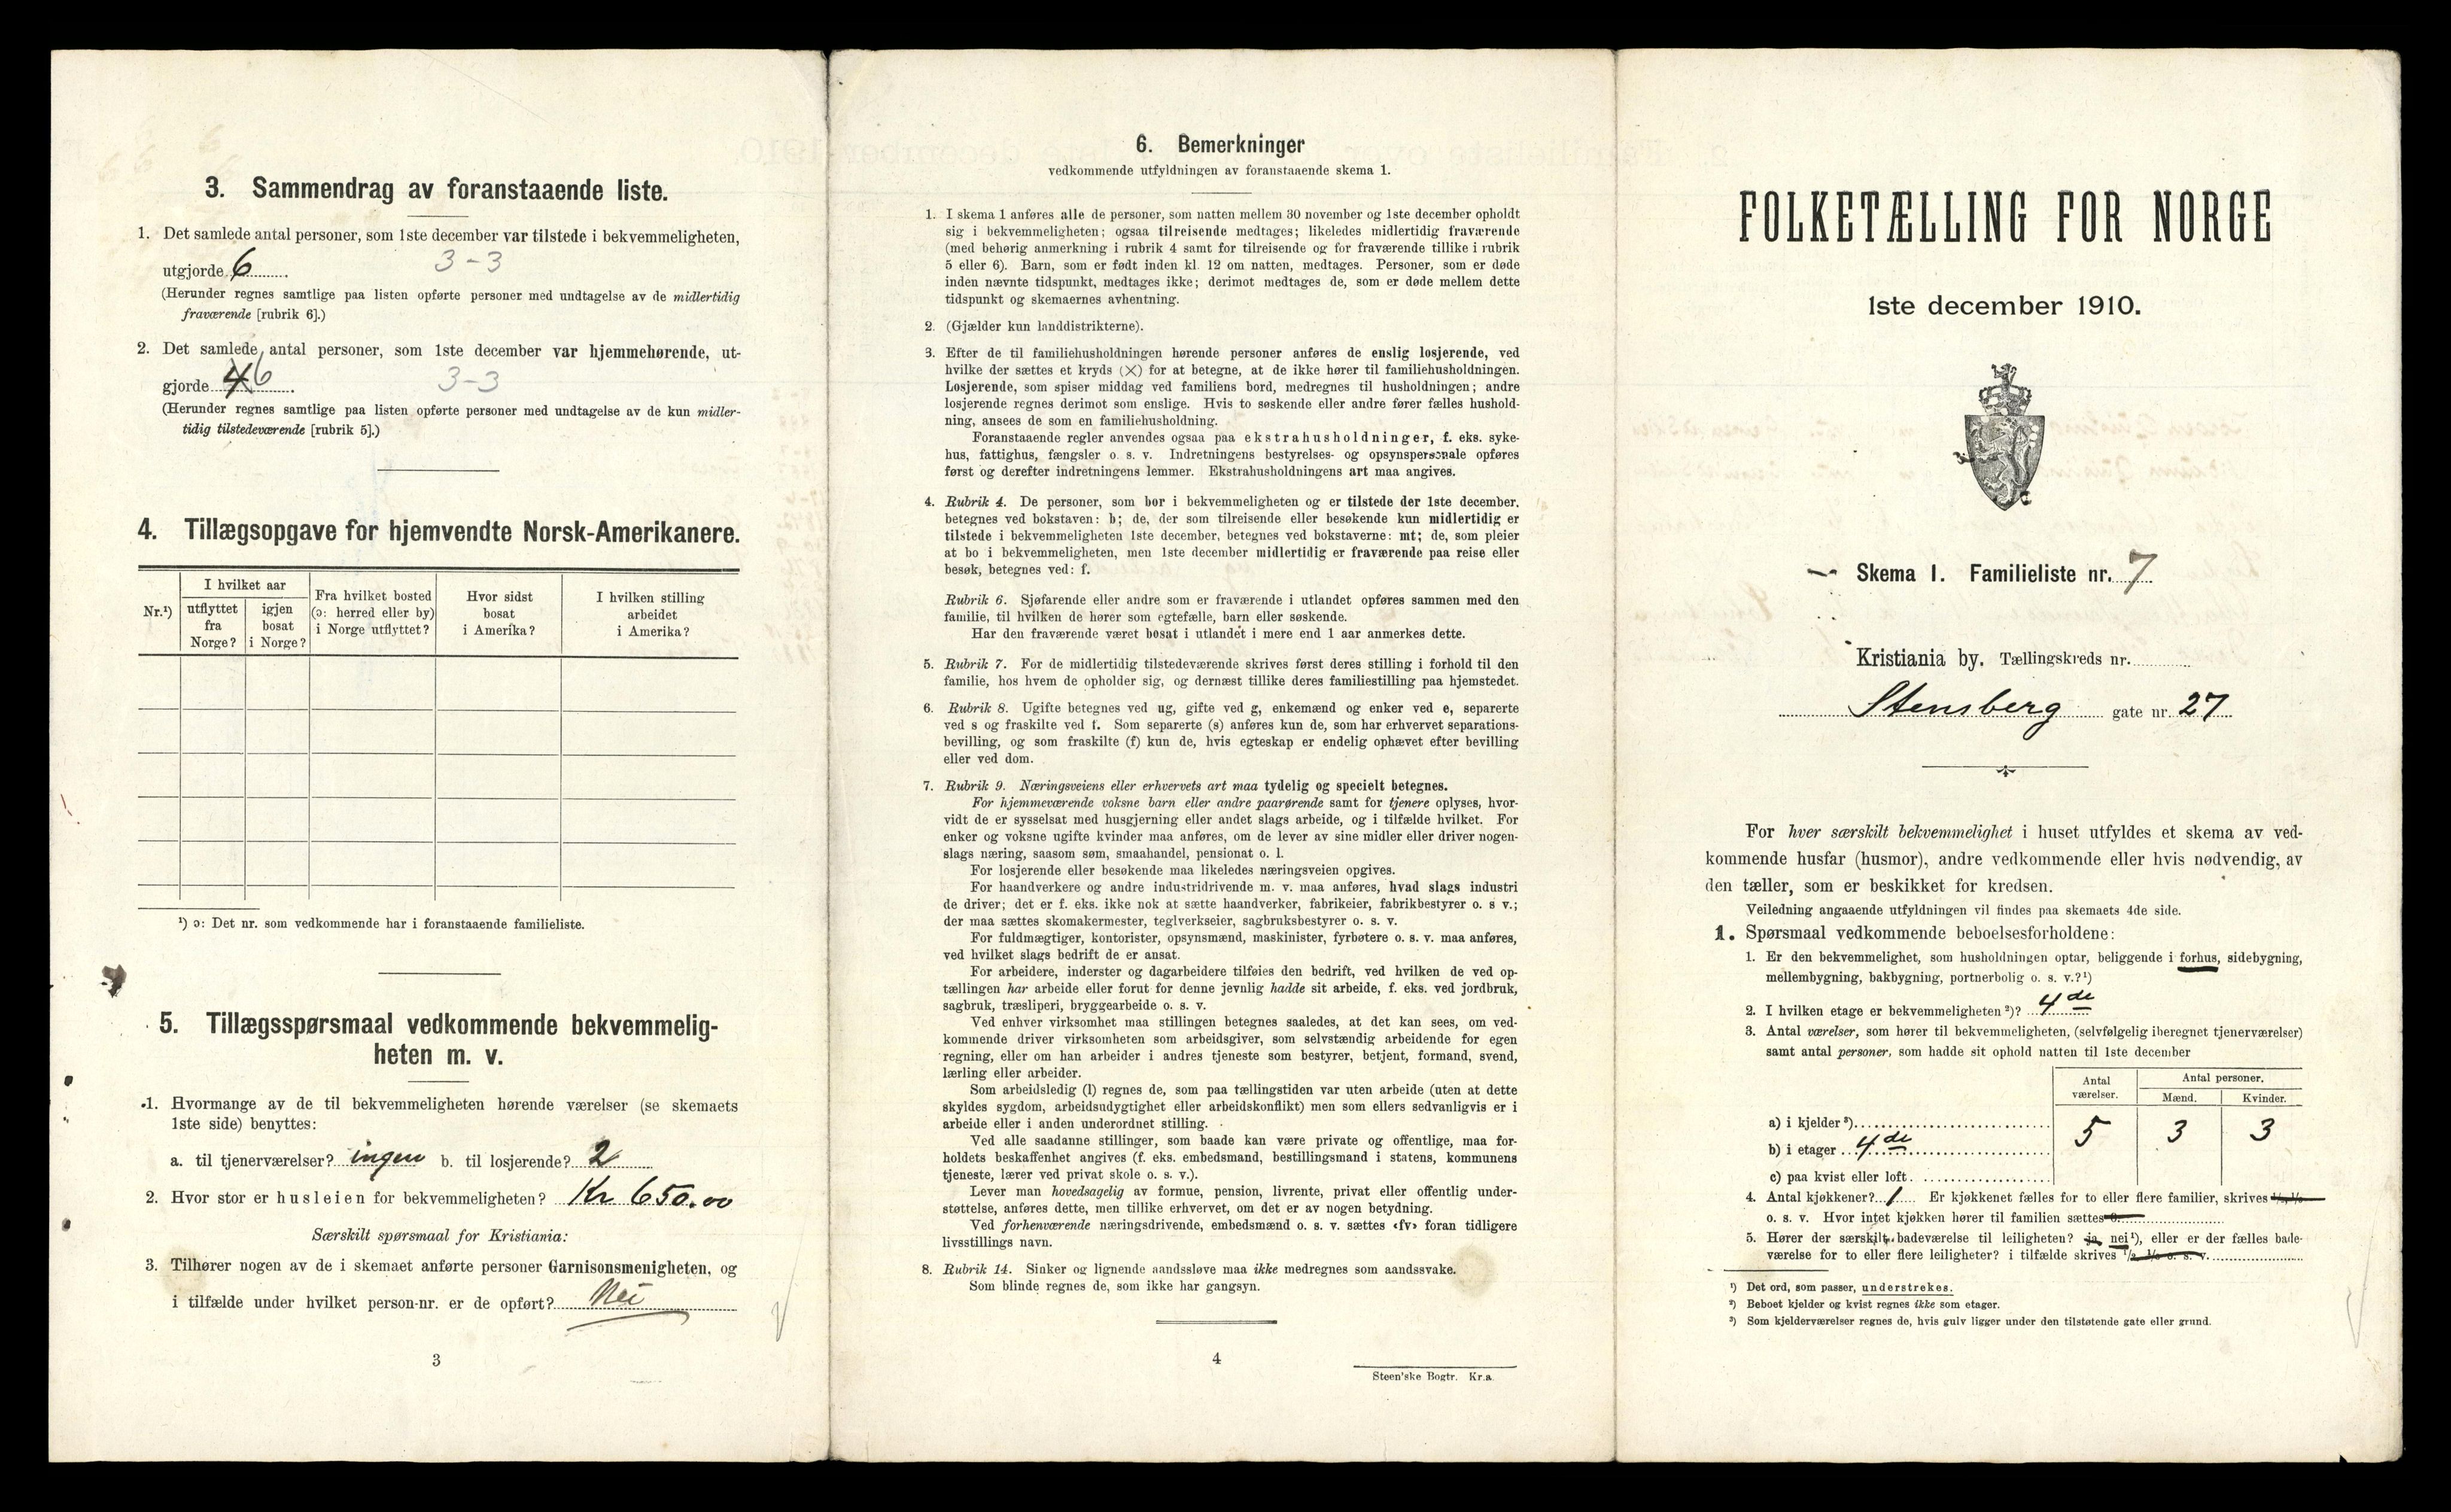 3. Sammendrag av foranstaaende liste.
1. Det samlede antal personer, som 1ste december var tilstede i bekvemmeligheten,
utgjorde 6 3-3
(Herunder regnes samtlige paa listen opførte personer med undtagelse av de midlertidig
fraværende [rubrik 6].)
2. Det samlede antal personer, som 1ste december var hjemmehørende, ut-
gjorde 4 6 3-3
(Herunder regnes samtlige paa listen opførte personer med undtagelse av de kun midler-
tidig tilstedeværende [rubrik 5].)
4. Tillægsopgave for hjemvendte Norsk-Amerikanere.
Nr.¹)
I hvilket aar
utflyttet
fra
Norge?
igjen
bosat
i Norge?
Fra hvilket bosted
(ɔ: herred eller by)
i Norge utflyttet?
Hvor sidst
bosat
i Amerika?
I hvilken stilling
arbeidet
i Amerika?
¹) ɔ: Det nr. som vedkommende har i foranstaaende familieliste.
5. Tillægsspørsmaal vedkommende bekvemmelig-
heten m. v.
1. Hvormange av de til bekvemmeligheten hørende værelser (se skemaets
1ste side) benyttes:
a. til tjenerværelser? ingen b. til losjerende? 2
2. Hvor stor er husleien for bekvemmeligheten? Kr 650.00
Særskilt spørsmaal for Kristiania:
3. Tilhører nogen av de i skemaet anførte personer Garnisonsmenigheten, og
i tilfælde under hvilket person-nr. er de opført? Nei
3
6. Bemerkninger
vedkommende utfyldningen av foranstaaende skema 1.
1. I skema 1 anføres alle de personer, som natten mellem 30 november og 1ste december opholdt
sig i bekvemmeligheten; ogsaa tilreisende medtages; likeledes midlertidig fraværende
(med behørig anmerkning i rubrik 4 samt for tilreisende og for fraværende tillike i rubrik
5 eller 6). Barn, som er født inden kl. 12 om natten, medtages. Personer, som er døde
inden nævnte tidspunkt, medtages ikke; derimot medtages de, som er døde mellem dette
tidspunkt og skemaernes avhentning.
2. (Gjælder kun landdistrikterne).
3. Efter de til familiehusholdningen hørende personer anføres de enslig losjerende, ved
hvilke der sættes et kryds (×) for at betegne, at de ikke hører til familiehusholdningen.
Losjerende, som spiser middag ved familiens bord, medregnes til husholdningen; andre
losjerende regnes derimot som enslige. Hvis to søskende eller andre fører fælles hushold-
ning, ansees de som en familiehusholdning.
Foranstaaende regler anvendes ogsaa paa ekstrahusholdninger, f. eks. syke-
hus, fattighus, fængsler o. s. v. Indretningens bestyrelses- og opsynspersonale opføres
først og derefter indretningens lemmer. Ekstrahusholdningens art maa angives.
4. Rubrik 4. De personer, som bor i bekvemmeligheten og er tilstede der 1ste december,
betegnes ved bokstaven: b; de, der som tilreisende eller besøkende kun midlertidig er
tilstede i bekvemmeligheten 1ste december, betegnes ved bokstaverne: mt; de, som pleier
at bo i bekvemmeligheten, men 1ste december midlertidig er fraværende paa reise eller
besøk, betegnes ved: f.
Rubrik 6. Sjøfarende eller andre som er fraværende i utlandet opføres sammen med den
familie, til hvilken de hører som egtefælle, barn eller søskende.
Har den fraværende været bosat i utlandet i mere end 1 aar anmerkes dette.
5. Rubrik 7. For de midlertidig tilstedeværende skrives først deres stilling i forhold til den
familie, hos hvem de opholder sig, og dernæst tillike deres familiestilling paa hjemstedet.
6. Rubrik 8. Ugifte betegnes ved ug, gifte ved g, enkemænd og enker ved e, separerte
ved s og fraskilte ved f. Som separerte (s) anføres kun de, som har erhvervet separations-
bevilling, og som fraskilte (f) kun de, hvis egteskap er endelig ophævet efter bevilling
eller ved dom.
7. Rubrik 9. Næringsveiens eller erhvervets art maa tydelig og specielt betegnes.
For hjemmeværende voksne barn eller andre paarørende samt for tjenere oplyses, hvor-
vidt de er sysselsat med husgjerning eller andet slags arbeide, og i tilfælde hvilket. For
enker og voksne ugifte kvinder maa anføres, om de lever av sine midler eller driver nogen-
slags næring, saasom søm, smaahandel, pensionat o. l.
For losjerende eller besøkende maa likeledes næringsveien opgives.
For haandverkere og andre industridrivende m. v. maa anføres, hvad slags industri
de driver; det er f. eks. ikke nok at sætte haandverker, fabrikeier, fabrikbestyrer o. s v.;
der maa sættes skomakermester, teglverkseier, sagbruksbestyrer o. s. v.
For fuldmægtiger, kontorister, opsynsmænd, maskinister, fyrbøtere o. s. v. maa anføres,
ved hvilket slags bedrift de er ansat.
For arbeidere, inderster og dagarbeidere tilføies den bedrift, ved hvilken de ved op-
tællingen har arbeide eller forut for denne jevnlig hadde sit arbeide, f. eks. ved jordbruk,
sagbruk, træsliperi, bryggearbeide o. s. v.
Ved enhver virksomhet maa stillingen betegnes saaledes, at det kan sees, om ved-
kommende driver virksomheten som arbeidsgiver, som selvstændig arbeidende for egen
regning, eller om han arbeider i andres tjeneste som bestyrer, betjent, formand, svend,
lærling eller arbeider.
Som arbeidsledig (l) regnes de, som paa tællingstiden var uten arbeide (uten at dette
skyldes sygdom, arbeidsudygtighet eller arbeidskonflikt) men som ellers sedvanligvis er i
arbeide eller i anden underordnet stilling.
Ved alle saadanne stillinger, som baade kan være private og offentlige, maa for-
holdets beskaffenhet angives (f. eks. embedsmand, bestillingsmand i statens, kommunens
tjeneste, lærer ved privat skole o. s. v.).
Lever man hovedsagelig av formue, pension, livrente, privat eller offentlig under-
støttelse, anføres dette, men tillike erhvervet, om det er av nogen betydning.
Ved forhenværende næringsdrivende, embedsmænd o. s. v. sættes «fv» foran tidligere
livsstillings navn.
8. Rubrik 14. Sinker og lignende aandssløve maa ikke medregnes som aandssvake.
Som blinde regnes de, som ikke har gangsyn.
4
Steen'ske Bogtr. Kr.a.
FOLKETÆLLING FOR NORGE
1ste december 1910.
Skema 1. Familieliste nr. 7
Kristiania by. Tællingskreds nr.
Stensberg gate nr. 27
For hver særskilt bekvemmelighet i huset utfyldes et skema av ved-
kommende husfar (husmor), andre vedkommende eller hvis nødvendig, av
den tæller, som er beskikket for kredsen.
Veiledning angaaende utfyldningen vil findes paa skemaets 4de side.
1. Spørsmaal vedkommende beboelsesforholdene:
1. Er den bekvemmelighet, som husholdningen optar, beliggende i forhus, sidebygning,
mellembygning, bakbygning, portnerbolig o. s. v.?¹)
2. I hvilken etage er bekvemmeligheten²)? 4de
3. Antal værelser, som hører til bekvemmeligheten, (selvfølgelig iberegnet tjenerværelser)
samt antal personer, som hadde sit ophold natten til 1ste december
Antal
værelser.
Antal personer.
Mænd. Kvinder.
a) i kjelder³)
b) i etager 4de 5 3 3
c) paa kvist eller loft
4. Antal kjøkkener? 1 Er kjøkkenet fælles for to eller flere familier, skrives ¹/₂, ¹/₃
o. s. v. Hvor intet kjøkken hører til familien sættes 0.
5. Hører der særskilt badeværelse til leiligheten? ja, nei¹), eller er der fælles bade-
værelse for to eller flere leiligheter? i tilfælde skrives ¹/₂, ¹/₃ o. s. v.
¹) Det ord, som passer, understrekes.
²) Beboet kjelder og kvist regnes ikke som etager.
³) Som kjelderværelser regnes de, hvis gulv ligger under den tilstøtende gate eller grund.